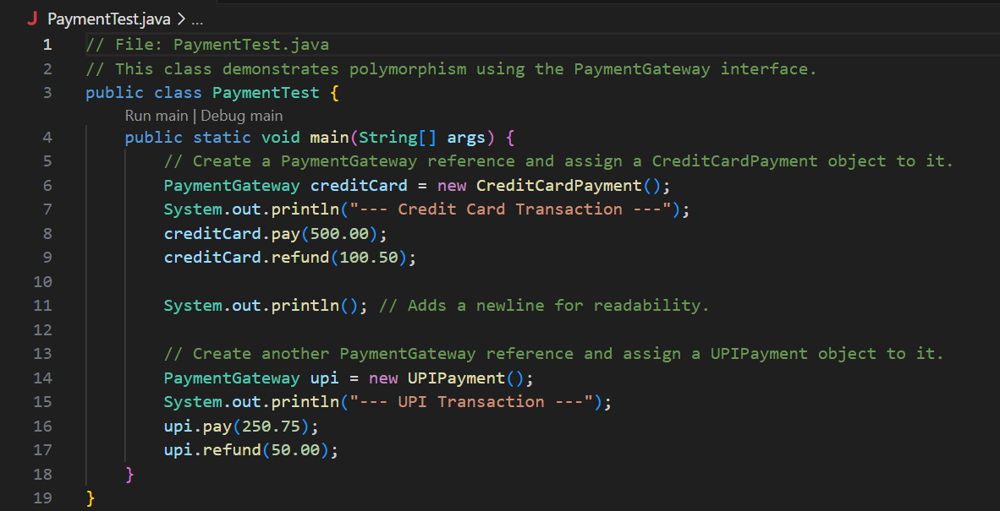 J PaymentTest.java > ...
1 // File: PaymentTest.java
2 // This class demonstrates polymorphism using the PaymentGateway interface.
3 public class PaymentTest {
Run main | Debug main
4     public static void main(String[] args) {
5         // Create a PaymentGateway reference and assign a CreditCardPayment object to it.
6         PaymentGateway creditCard = new CreditCardPayment();
7         System.out.println("--- Credit Card Transaction ---");
8         creditCard.pay(500.00);
9         creditCard.refund(100.50);
10
11         System.out.println(); // Adds a newline for readability.
12
13         // Create another PaymentGateway reference and assign a UPIPayment object to it.
14         PaymentGateway upi = new UPIPayment();
15         System.out.println("--- UPI Transaction ---");
16         upi.pay(250.75);
17         upi.refund(50.00);
18     }
19 }